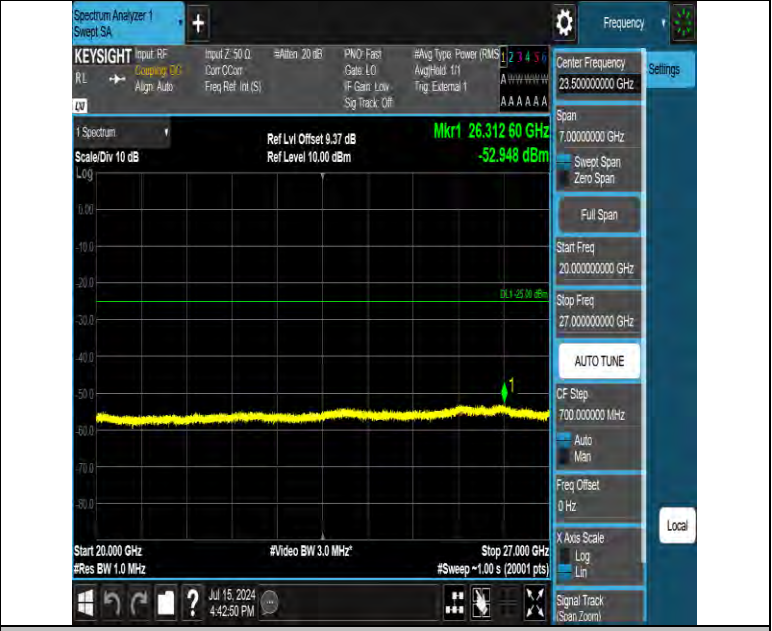 Spectrum Analyzer 1
Swept SA
+
Frequency
KEYSIGHT
RL
LXI
Input: RF
Coupling: DC
Align: Auto
Input Z: 50 Ω
Corr CCorr
Freq Ref: Int (S)
#Atten: 20 dB
PNO: Fast
Gate: LO
IF Gain: Low
Sig Track: Off
#Avg Type: Power (RMS
Avg|Hold: 1/1
Trig: External 1
1 2 3 4 5 6
A W W W W W
A A A A A A
1 Spectrum
Scale/Div 10 dB
Ref Lvl Offset 9.37 dB
Ref Level 10.00 dBm
Mkr1 26.312 60 GHz
-52.948 dBm
Log
0.00
-10.0
-20.0
-30.0
-40.0
-50.0
-60.0
-70.0
-80.0
DL1 -25.00 dBm
1
Start 20.000 GHz
#Res BW 1.0 MHz
#Video BW 3.0 MHz*
Stop 27.000 GHz
#Sweep ~1.00 s (20001 pts)
?
Jul 15, 2024
4:42:50 PM
Center Frequency
23.500000000 GHz
Settings
Span
7.00000000 GHz
Swept Span
Zero Span
Full Span
Start Freq
20.000000000 GHz
Stop Freq
27.000000000 GHz
AUTO TUNE
CF Step
700.000000 MHz
Auto
Man
Freq Offset
0 Hz
X Axis Scale
Log
Lin
Signal Track
(Span Zoom)
Local